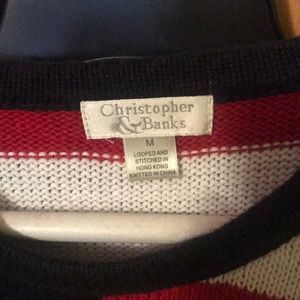 Christopher
& Banks
M
LOOPED AND
STITCHED IN
HONG KONG
KNITTED IN CHINA